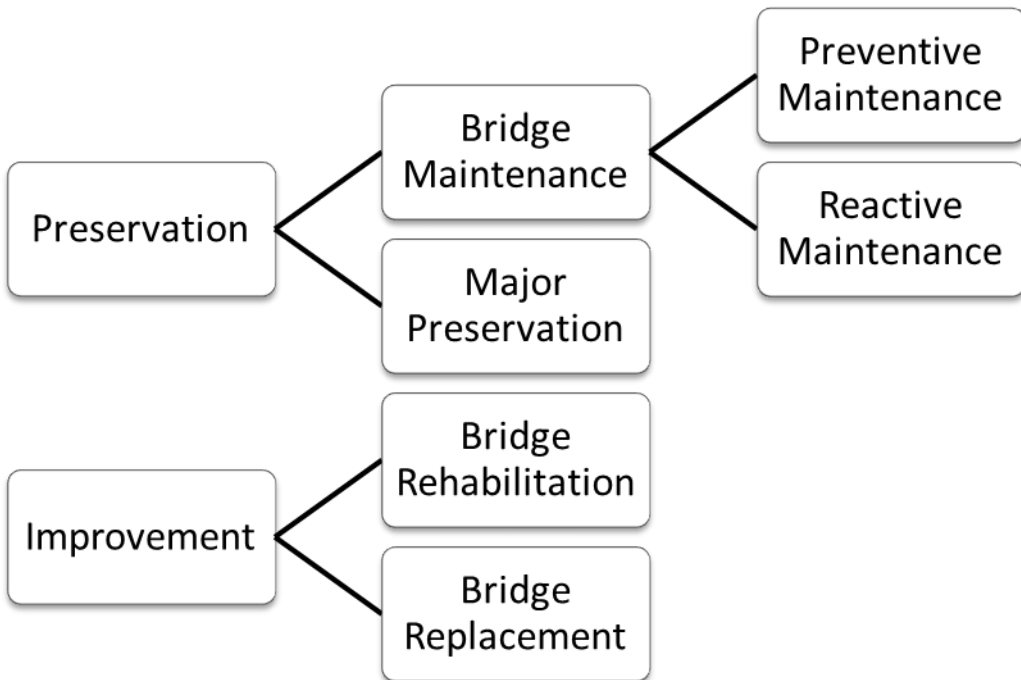 Preservation
Bridge
Maintenance
Preventive
Maintenance
Reactive
Maintenance
Major
Preservation
Improvement
Bridge
Rehabilitation
Bridge
Replacement